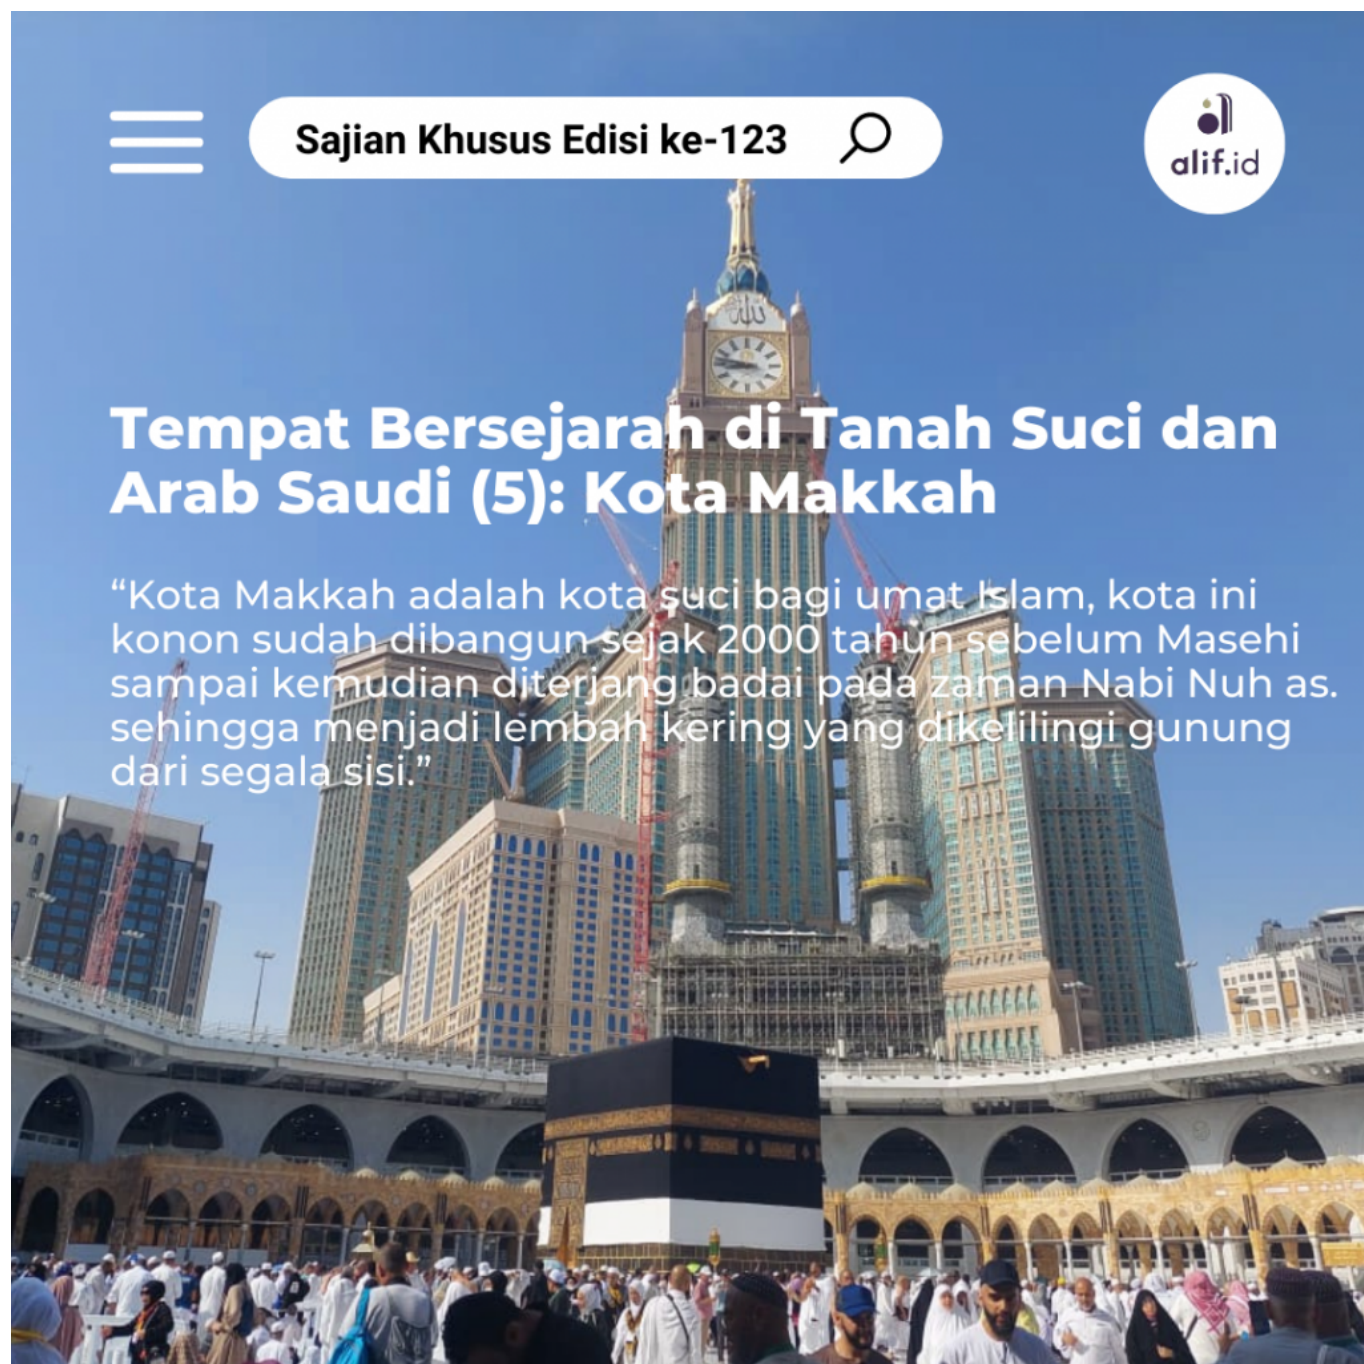 Sajian Khusus Edisi ke-123
alif.id
الله
Tempat Bersejarah di Tanah Suci dan
Arab Saudi (5): Kota Makkah
“Kota Makkah adalah kota suci bagi umat Islam, kota ini
konon sudah dibangun sejak 2000 tahun sebelum Masehi
sampai kemudian diterjang badai pada zaman Nabi Nuh as.
sehingga menjadi lembah kering yang dikelilingi gunung
dari segala sisi.”